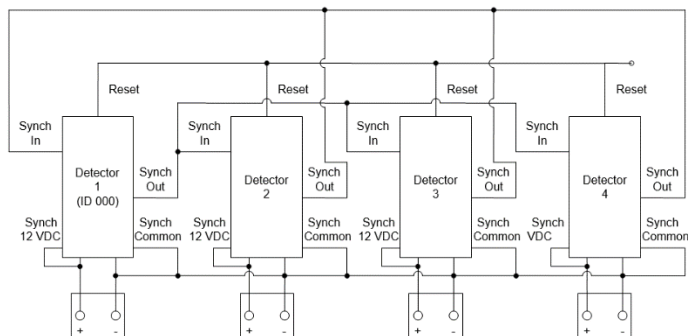 Reset
Reset
Reset
Reset
Synch
In
Detector
1
(ID 000)
Synch
Out
Synch
In
Detector
2
Synch
Out
Synch
In
Detector
3
Synch
Out
Synch
In
Detector
4
Synch
Out
Synch
12 VDC
Synch
Common
Synch
12 VDC
Synch
Common
Synch
12 VDC
Synch
Common
Synch
VDC
Synch
Common
+ -
+ -
+ -
+ -